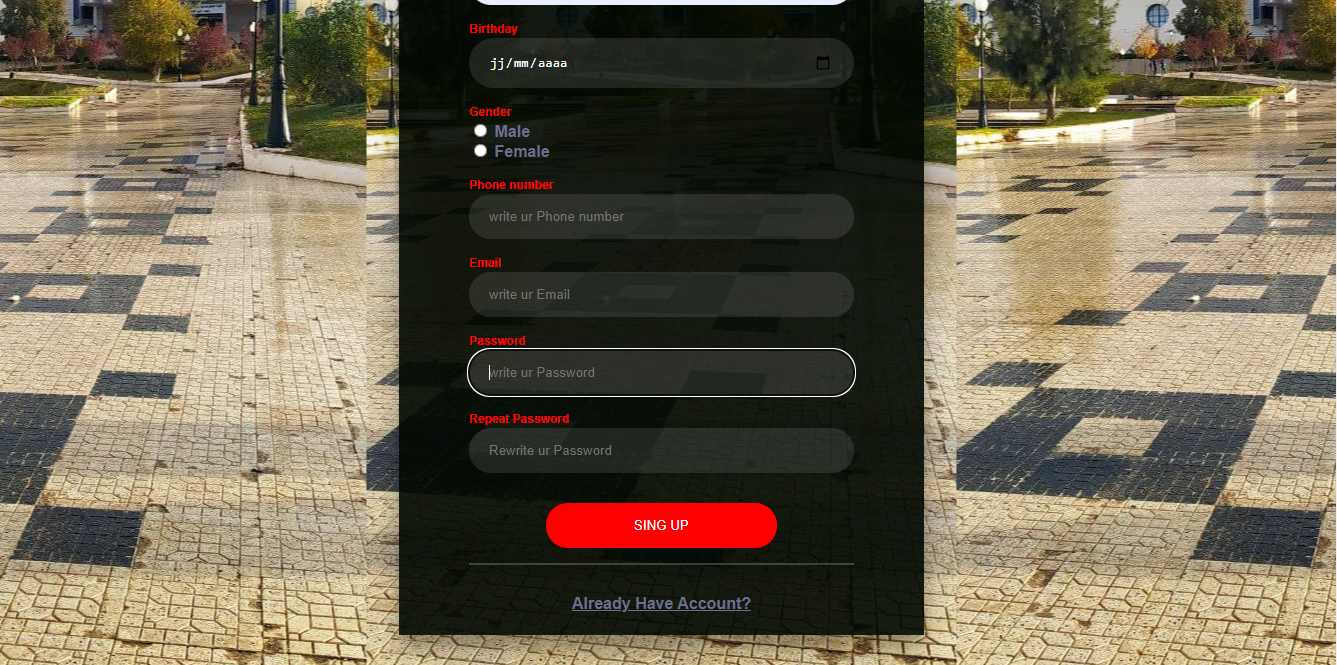 Birthday
jj/mm/aaaa
Gender
Male
Female
Phone number
write ur Phone number
Email
write ur Email
Password
write ur Password
Repeat Password
Rewrite ur Password
SING UP
Already Have Account?